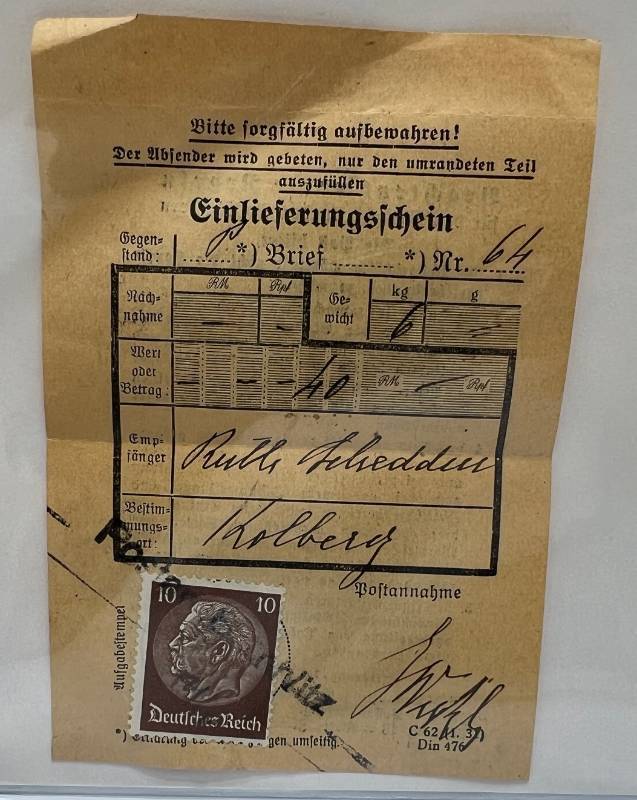 Bitte sorgfältig aufbewahren!
Der Absender wird gebeten, nur den umrandeten Teil
auszufüllen
Einlieferungsschein
Gegen-
stand: *) Brief *) Nr. 64
Nach-
nahme
RM Rpf
Ge-
wicht
kg g
6
Wert
oder
Betrag:
40 RM Rpf
Emp-
fänger
Ruth Scheddin
Bestim-
mungs-
ort:
Kolberg
Postannahme
Aufgabestempel
10 10
Deutsches Reich
umseitig.
C 62
Din 476